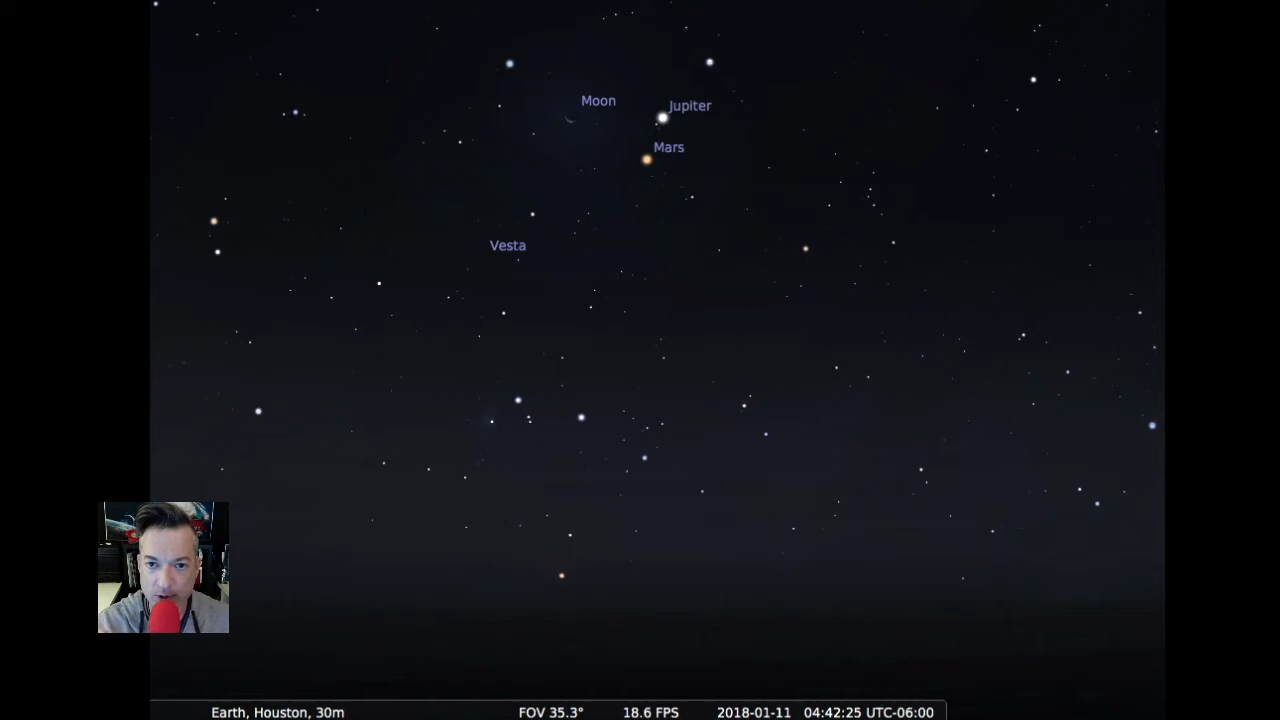 Moon
Jupiter
Mars
Vesta
Earth, Houston, 30m FOV 35.3° 18.6 FPS 2018-01-11 04:42:25 UTC-06:00